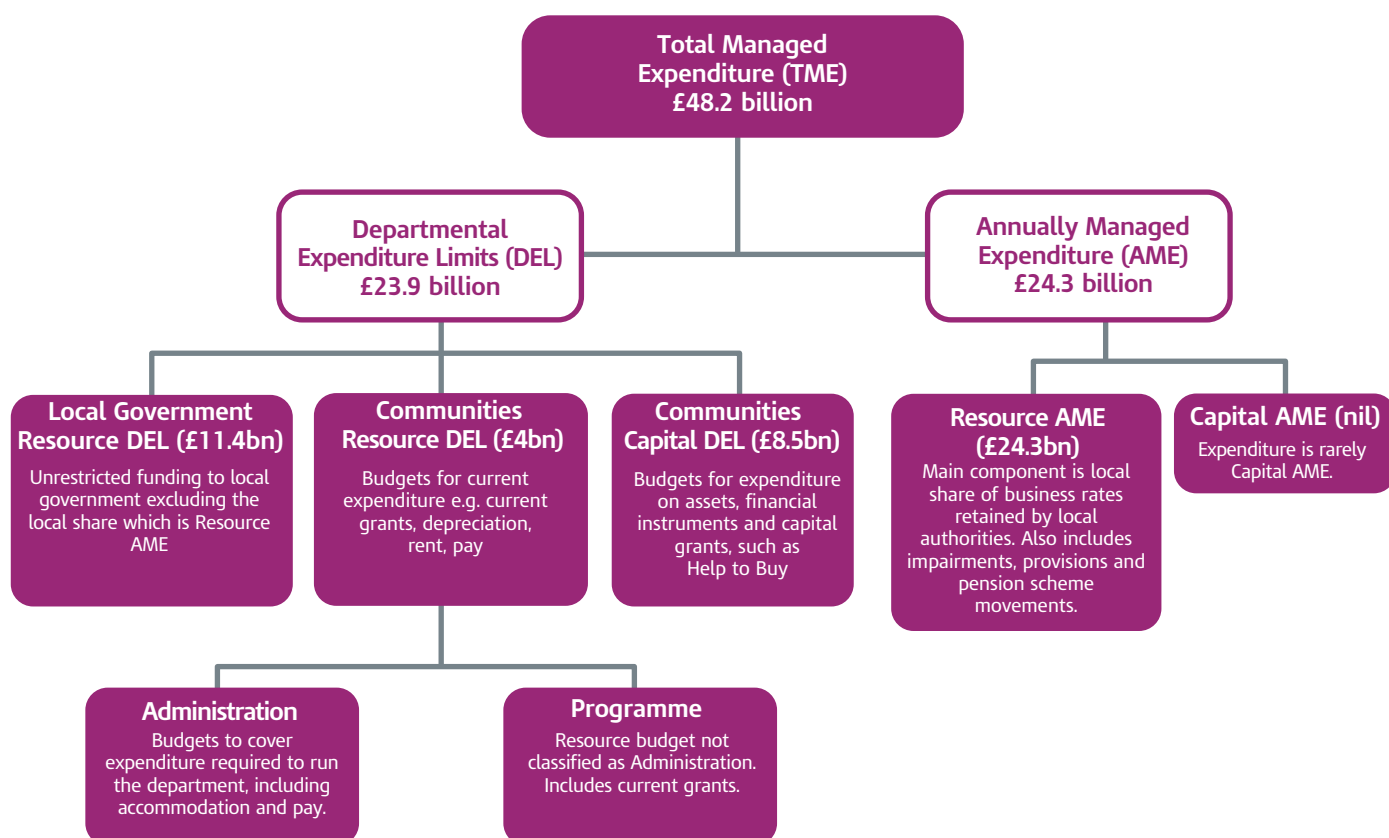 Total Managed
Expenditure (TME)
£48.2 billion
Departmental
Expenditure Limits (DEL)
£23.9 billion
Annually Managed
Expenditure (AME)
£24.3 billion
Local Government
Resource DEL (£11.4bn)
Unrestricted funding to local
government excluding the
local share which is Resource
AME
Communities
Resource DEL (£4bn)
Budgets for current
expenditure e.g. current
grants, depreciation,
rent, pay
Communities
Capital DEL (£8.5bn)
Budgets for expenditure
on assets, financial
instruments and capital
grants, such as
Help to Buy
Resource AME
(£24.3bn)
Main component is local
share of business rates
retained by local
authorities. Also includes
impairments, provisions and
pension scheme
movements.
Capital AME (nil)
Expenditure is rarely
Capital AME.
Administration
Budgets to cover
expenditure required to run
the department, including
accommodation and pay.
Programme
Resource budget not
classified as Administration.
Includes current grants.